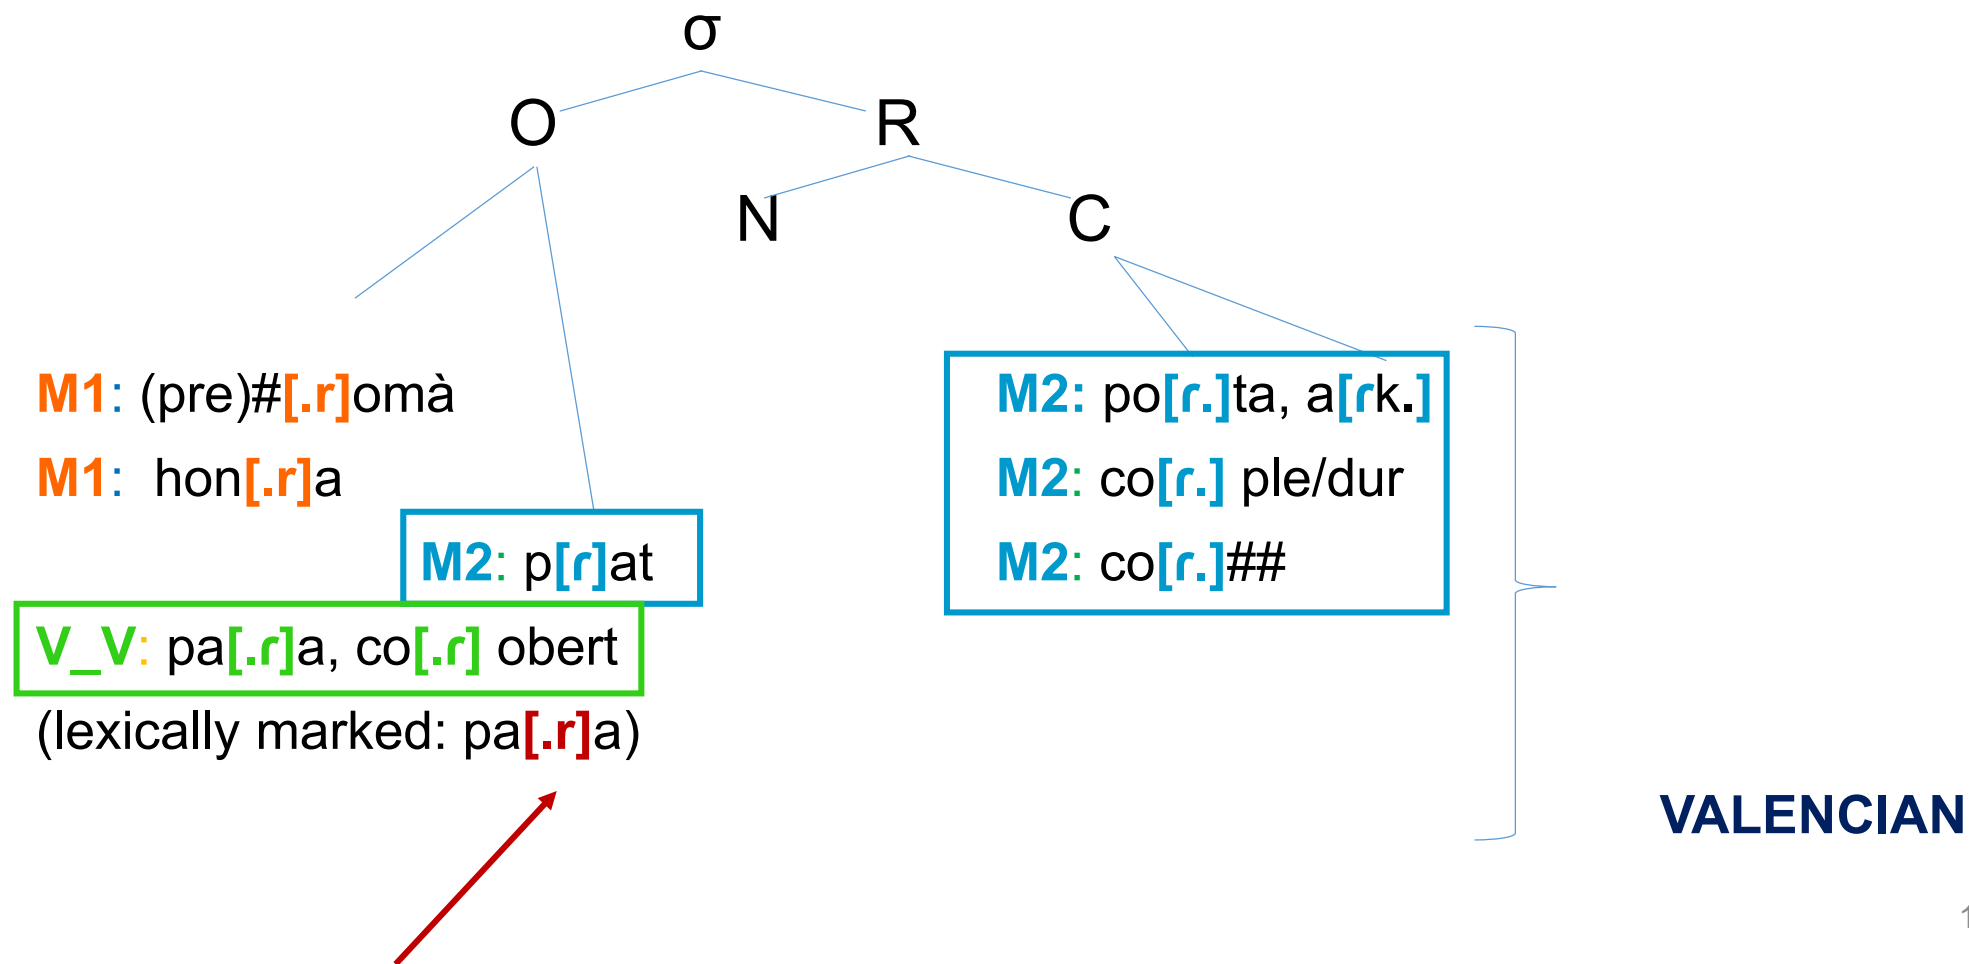 σ
O R
N C
M1: (pre)#[.r]omà
M1: hon[.r]a
M2: p[ɾ]at
V_V: pa[.ɾ]a, co[.ɾ] obert
(lexically marked: pa[.r]a)
M2: po[ɾ.]ta, a[ɾk.]
M2: co[ɾ.] ple/dur
M2: co[ɾ.]##
VALENCIAN
1